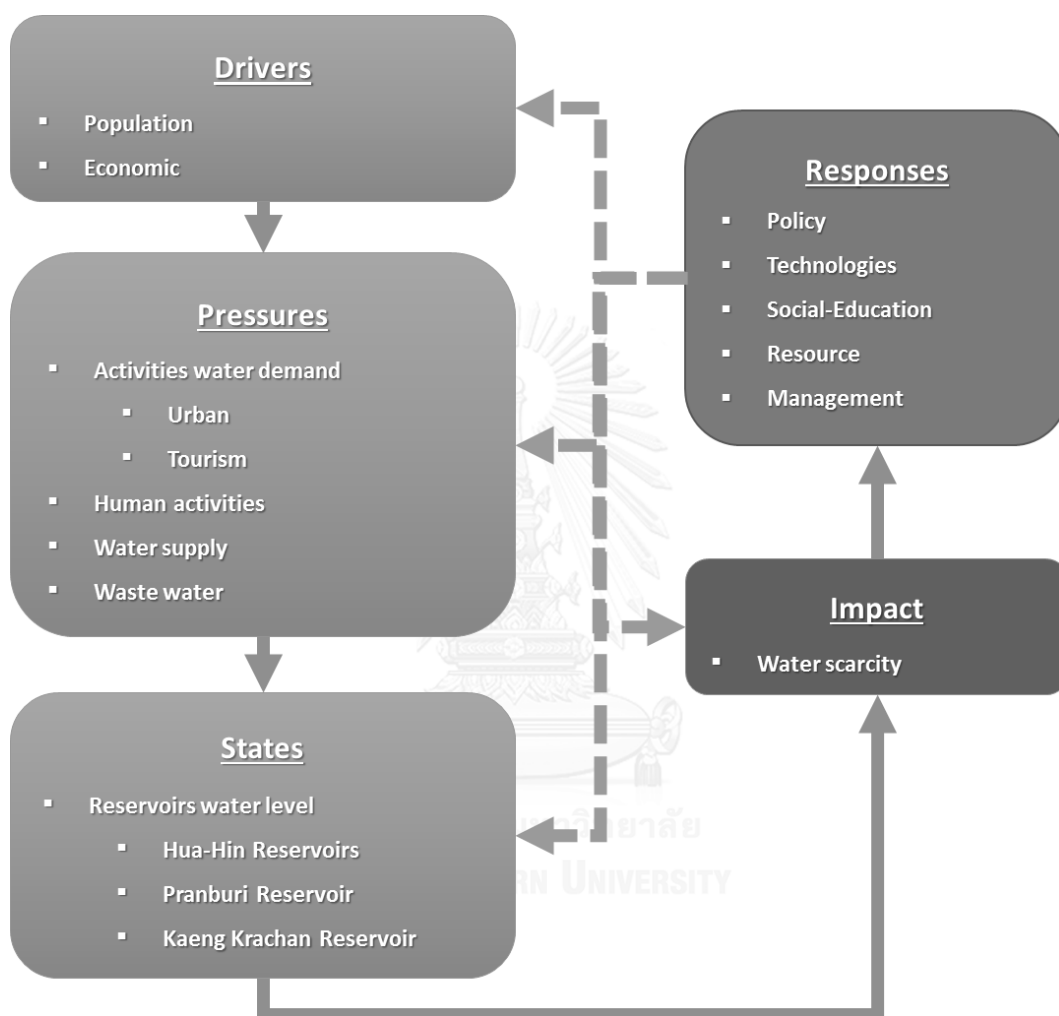 Drivers
Population
Economic
Pressures
Activities water demand
Urban
Tourism
Human activities
Water supply
Waste water
States
Reservoirs water level
Hua-Hin Reservoirs
Pranburi Reservoir
Kaeng Krachan Reservoir
Responses
Policy
Technologies
Social-Education
Resource
Management
Impact
Water scarcity
UNIVERSITY